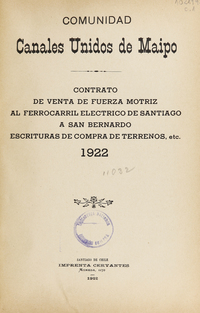 COMUNIDAD
Canales Unidos de Maipo
CONTRATO
DE VENTA DE FUERZA MOTRIZ
AL FERROCARRIL ELECTRICO DE SANTIAGO
A SAN BERNARDO
ESCRITURAS DE COMPRA DE TERRENOS, etc.
1922
SANTIAGO DE CHILE
IMPRENTA CERVANTES
1922